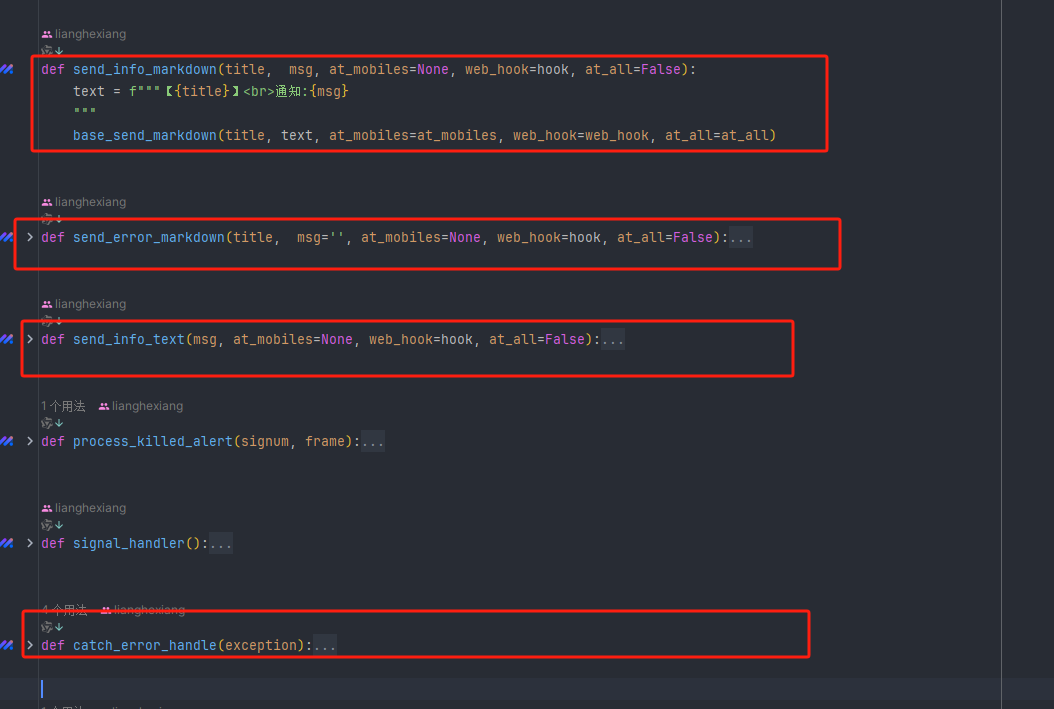 lianghexiang
def send_info_markdown(title,  msg, at_mobiles=None, web_hook=hook, at_all=False):
text = f"""【{title}】<br>通知:{msg}
"""
base_send_markdown(title, text, at_mobiles=at_mobiles, web_hook=web_hook, at_all=at_all)
lianghexiang
def send_error_markdown(title,  msg='', at_mobiles=None, web_hook=hook, at_all=False):...
lianghexiang
def send_info_text(msg, at_mobiles=None, web_hook=hook, at_all=False):...
1 个用法 lianghexiang
def process_killed_alert(signum, frame):...
lianghexiang
def signal_handler():...
4 个用法 lianghexiang
def catch_error_handle(exception):...